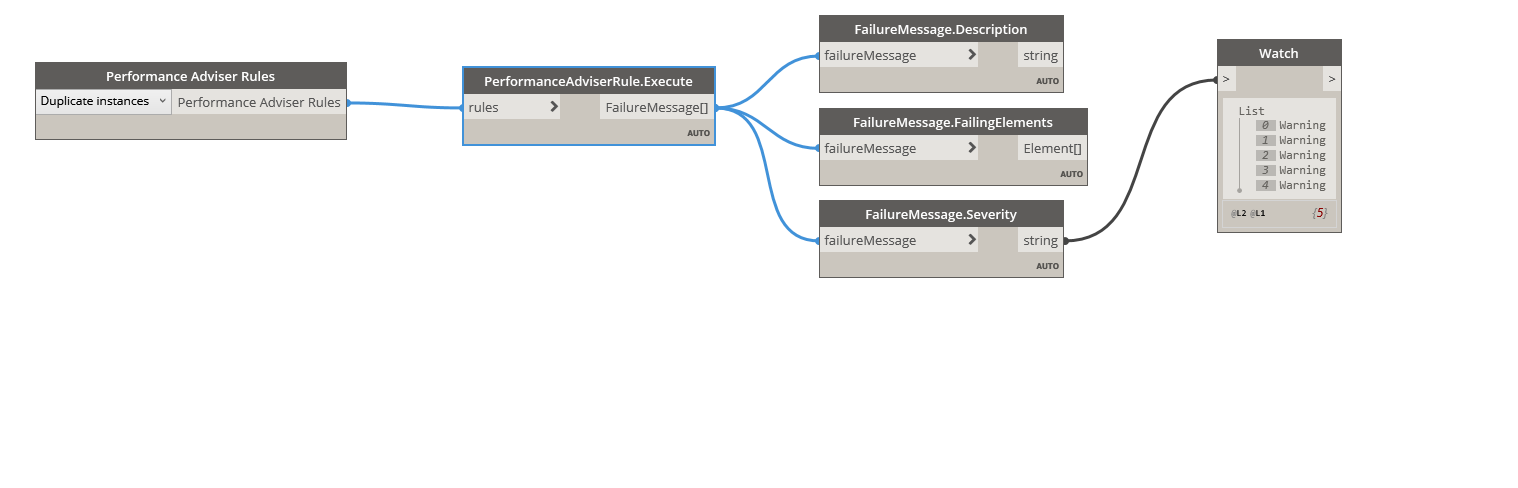 Performance Adviser Rules
Duplicate instances
Performance Adviser Rules
PerformanceAdviserRule.Execute
rules >
FailureMessage[]
AUTO
FailureMessage.Description
failureMessage >
string
AUTO
FailureMessage.FailingElements
failureMessage >
Element[]
AUTO
FailureMessage.Severity
failureMessage >
string
AUTO
Watch
> >
List
0 Warning
1 Warning
2 Warning
3 Warning
4 Warning
@L2 @L1 {5}